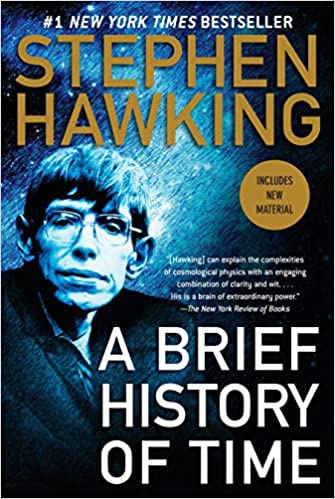 #1 NEW YORK TIMES BESTSELLER
STEPHEN
HAWKING
INCLUDES
NEW
MATERIAL
"[Hawking] can explain the complexities
of cosmological physics with an engaging
combination of clarity and wit. . . .
His is a brain of extraordinary power."
—The New York Review of Books
A BRIEF
HISTORY
OF TIME